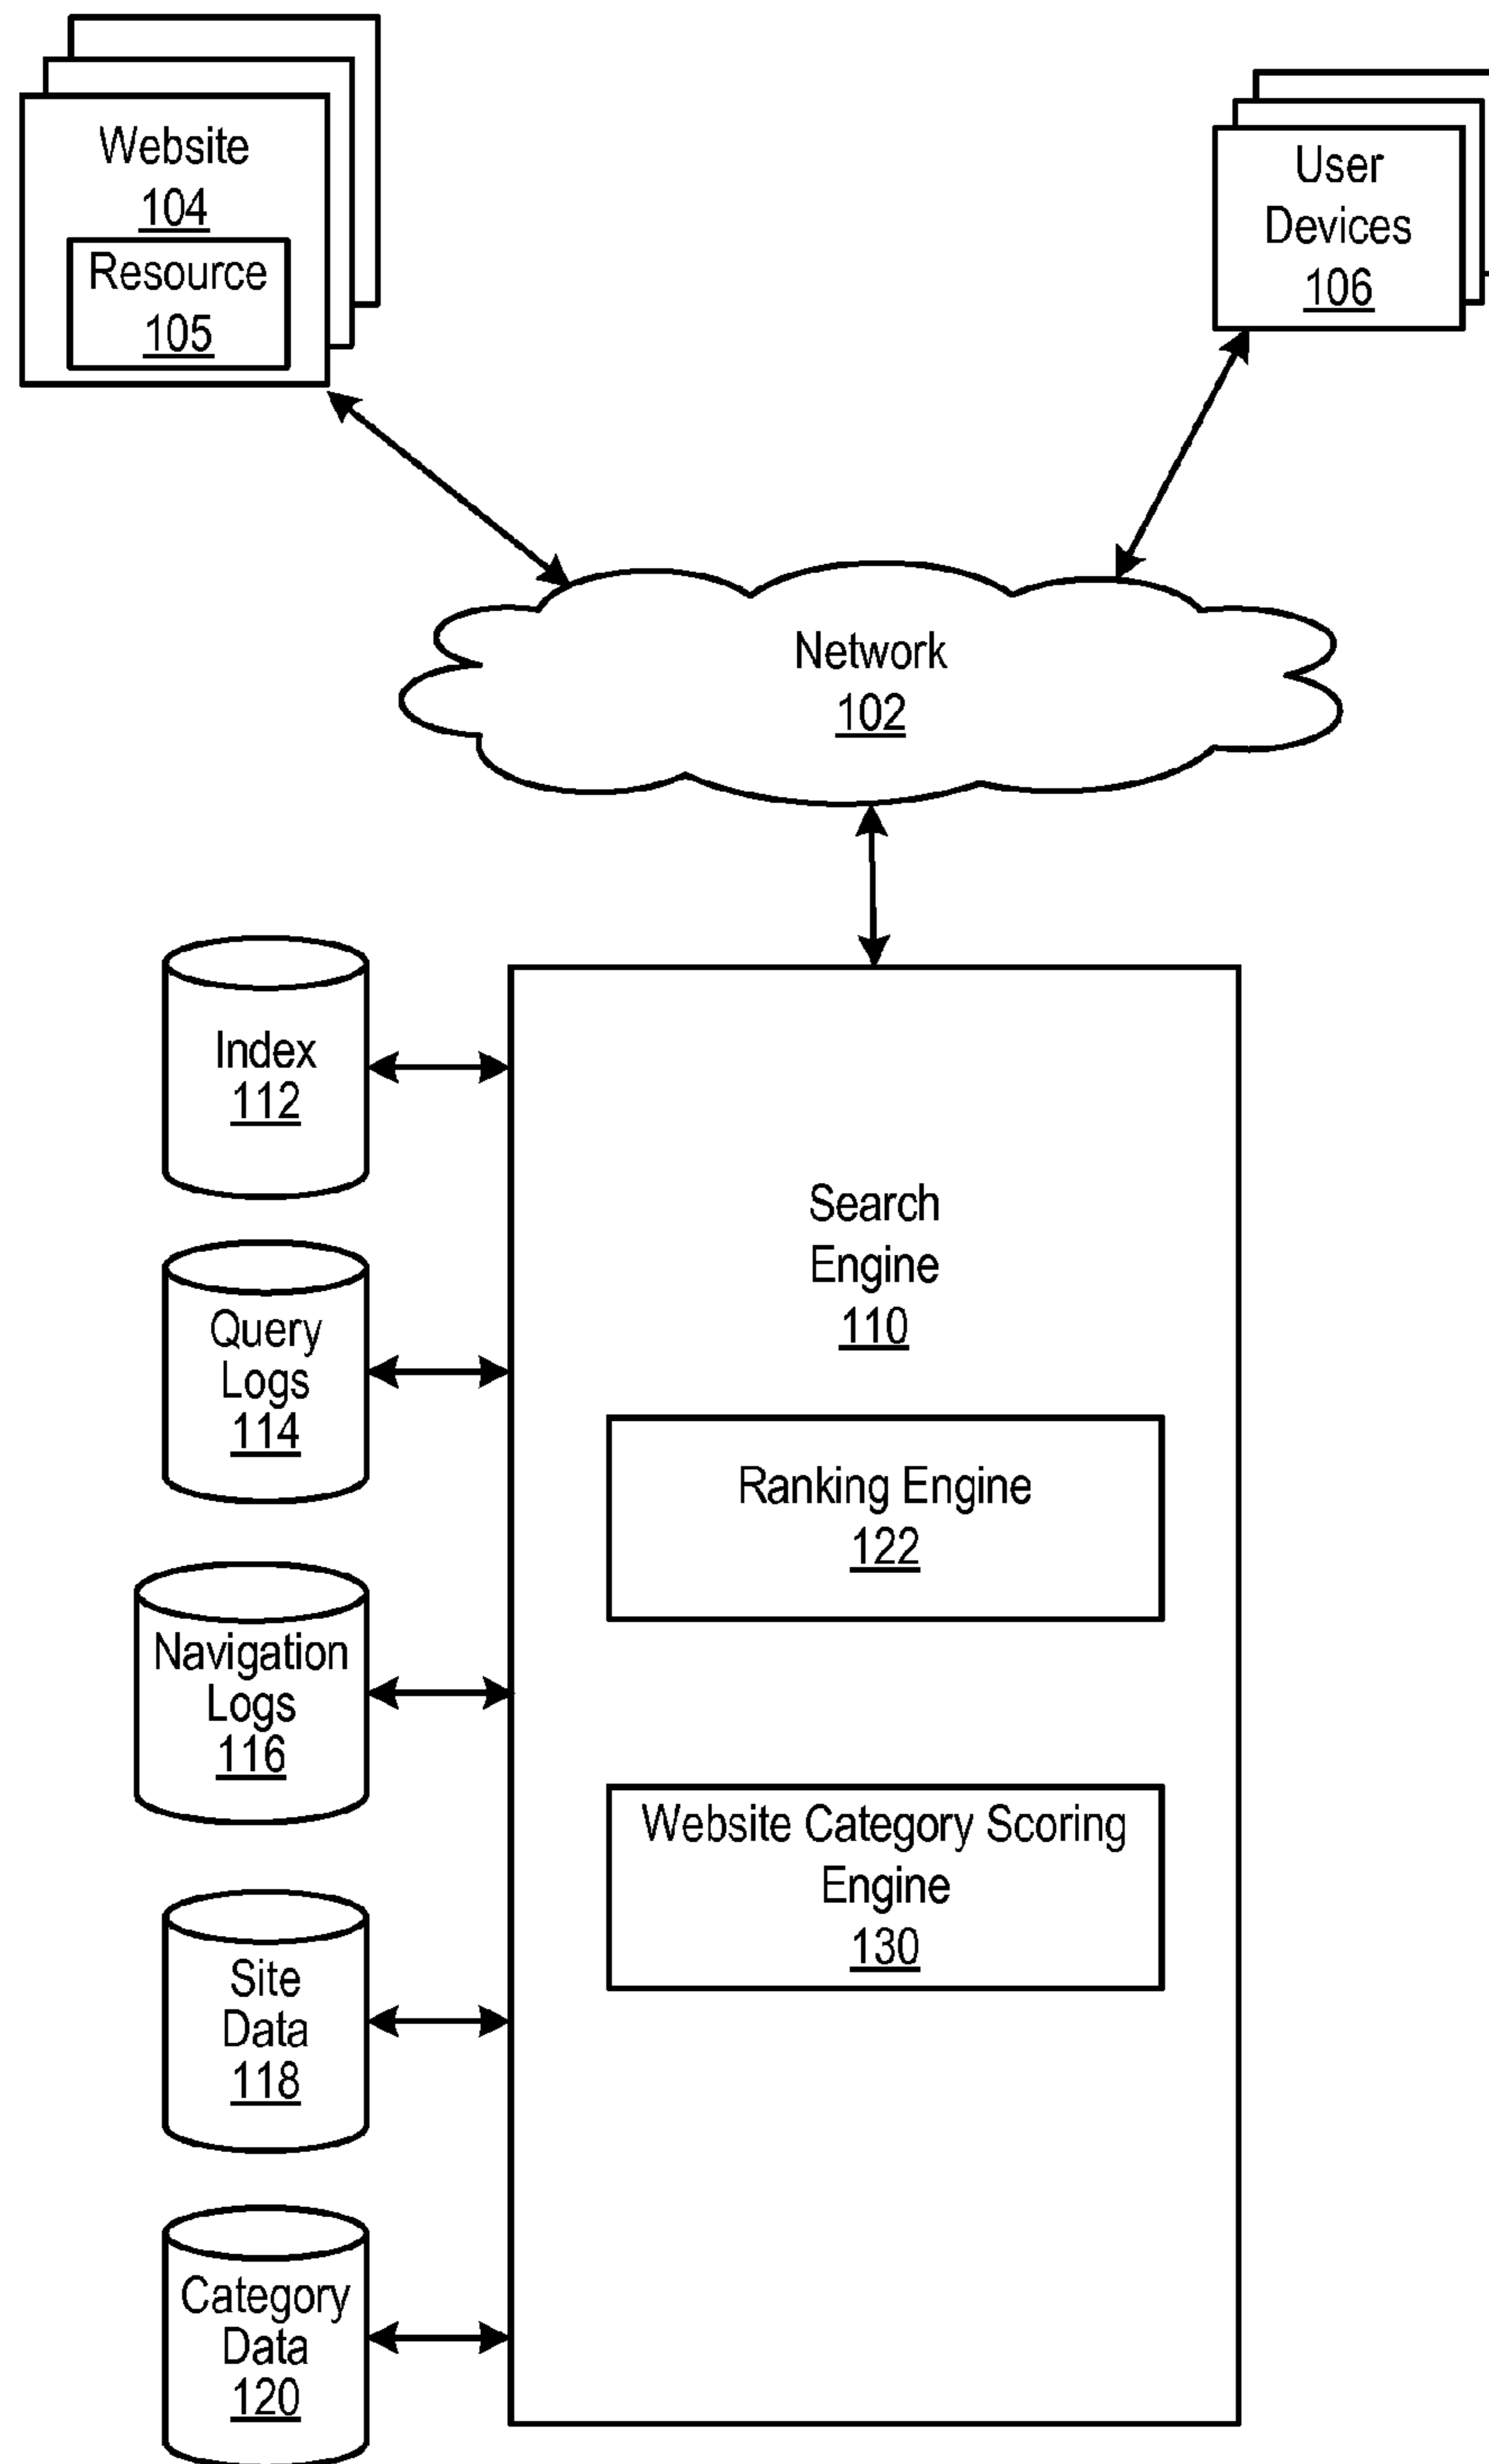 Website
104
Resource
105
User
Devices
106
Network
102
Index
112
Query
Logs
114
Navigation
Logs
116
Site
Data
118
Category
Data
120
Search
Engine
110
Ranking Engine
122
Website Category Scoring
Engine
130